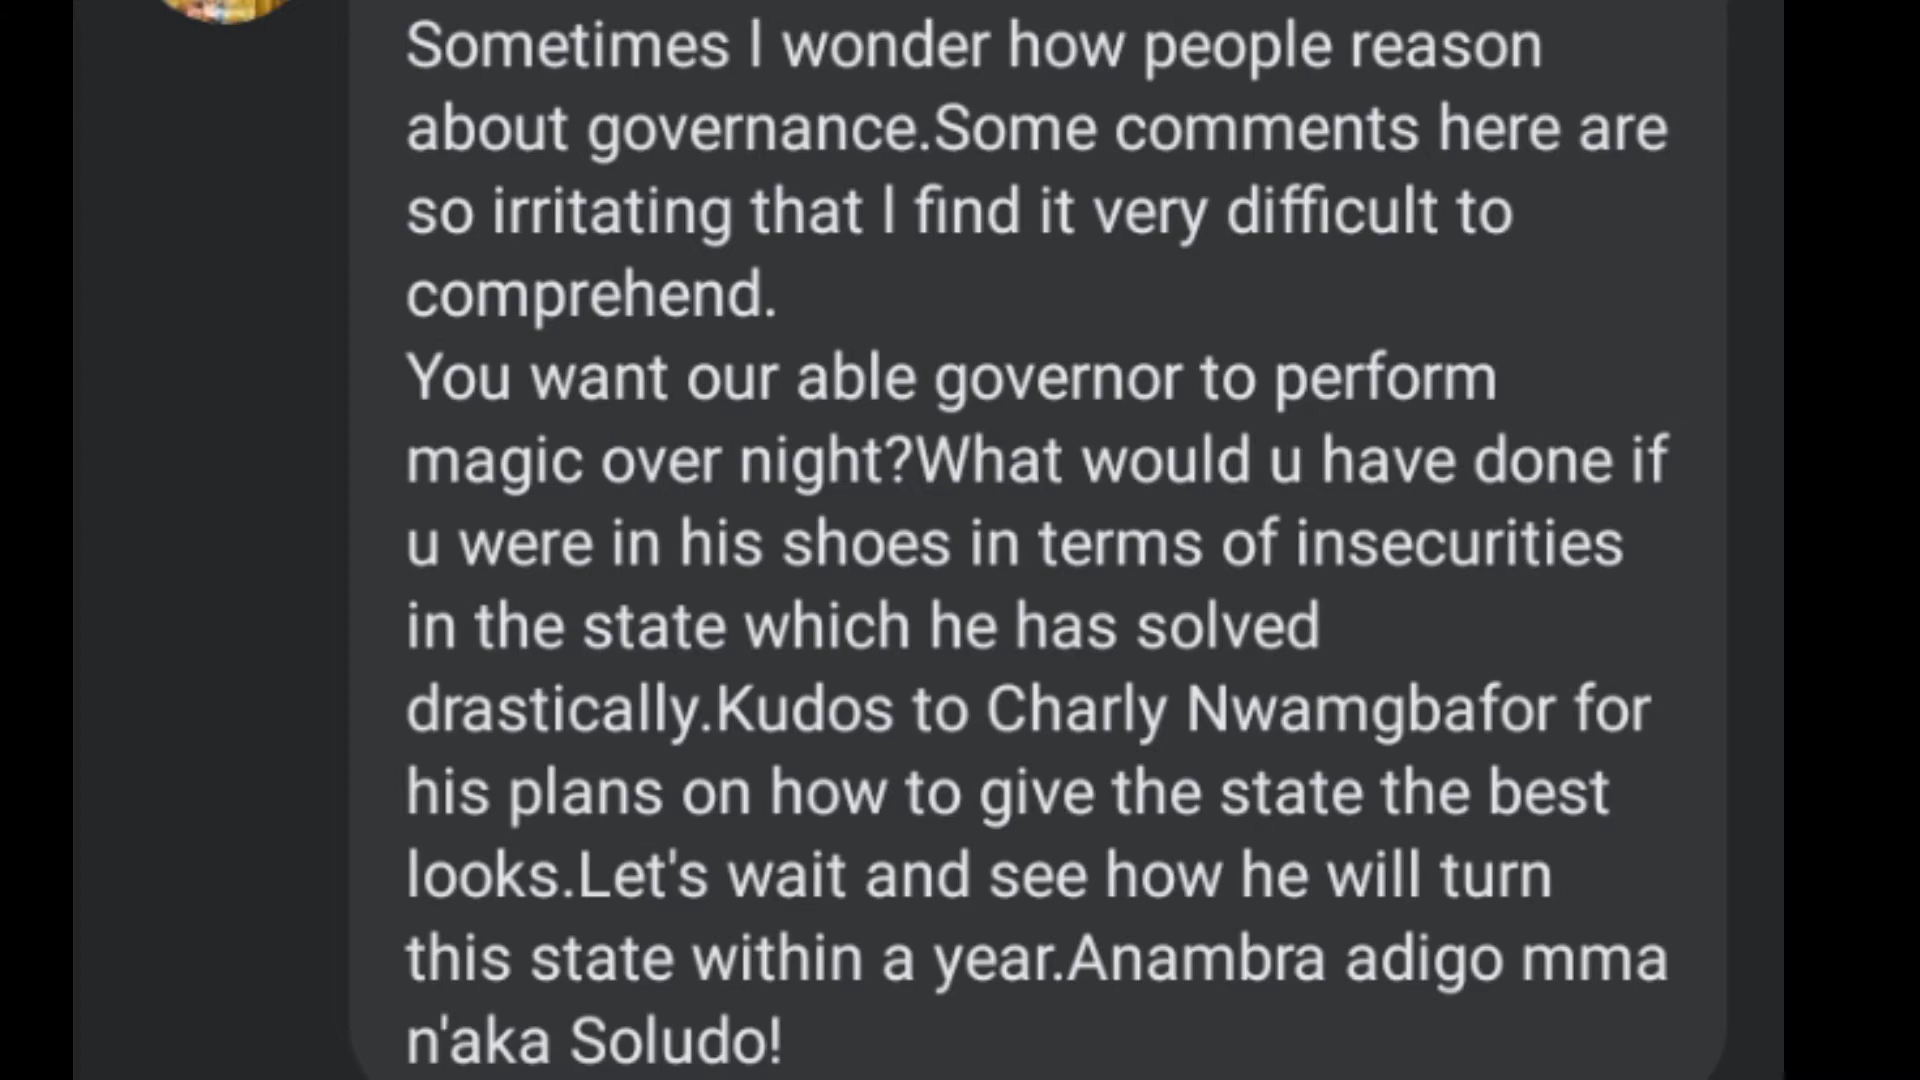 Sometimes I wonder how people reason
about governance.Some comments here are
so irritating that I find it very difficult to
comprehend.
You want our able governor to perform
magic over night?What would u have done if
u were in his shoes in terms of insecurities
in the state which he has solved
drastically.Kudos to Charly Nwamgbafor for
his plans on how to give the state the best
looks.Let's wait and see how he will turn
this state within a year.Anambra adigo mma
n'aka Soludo!